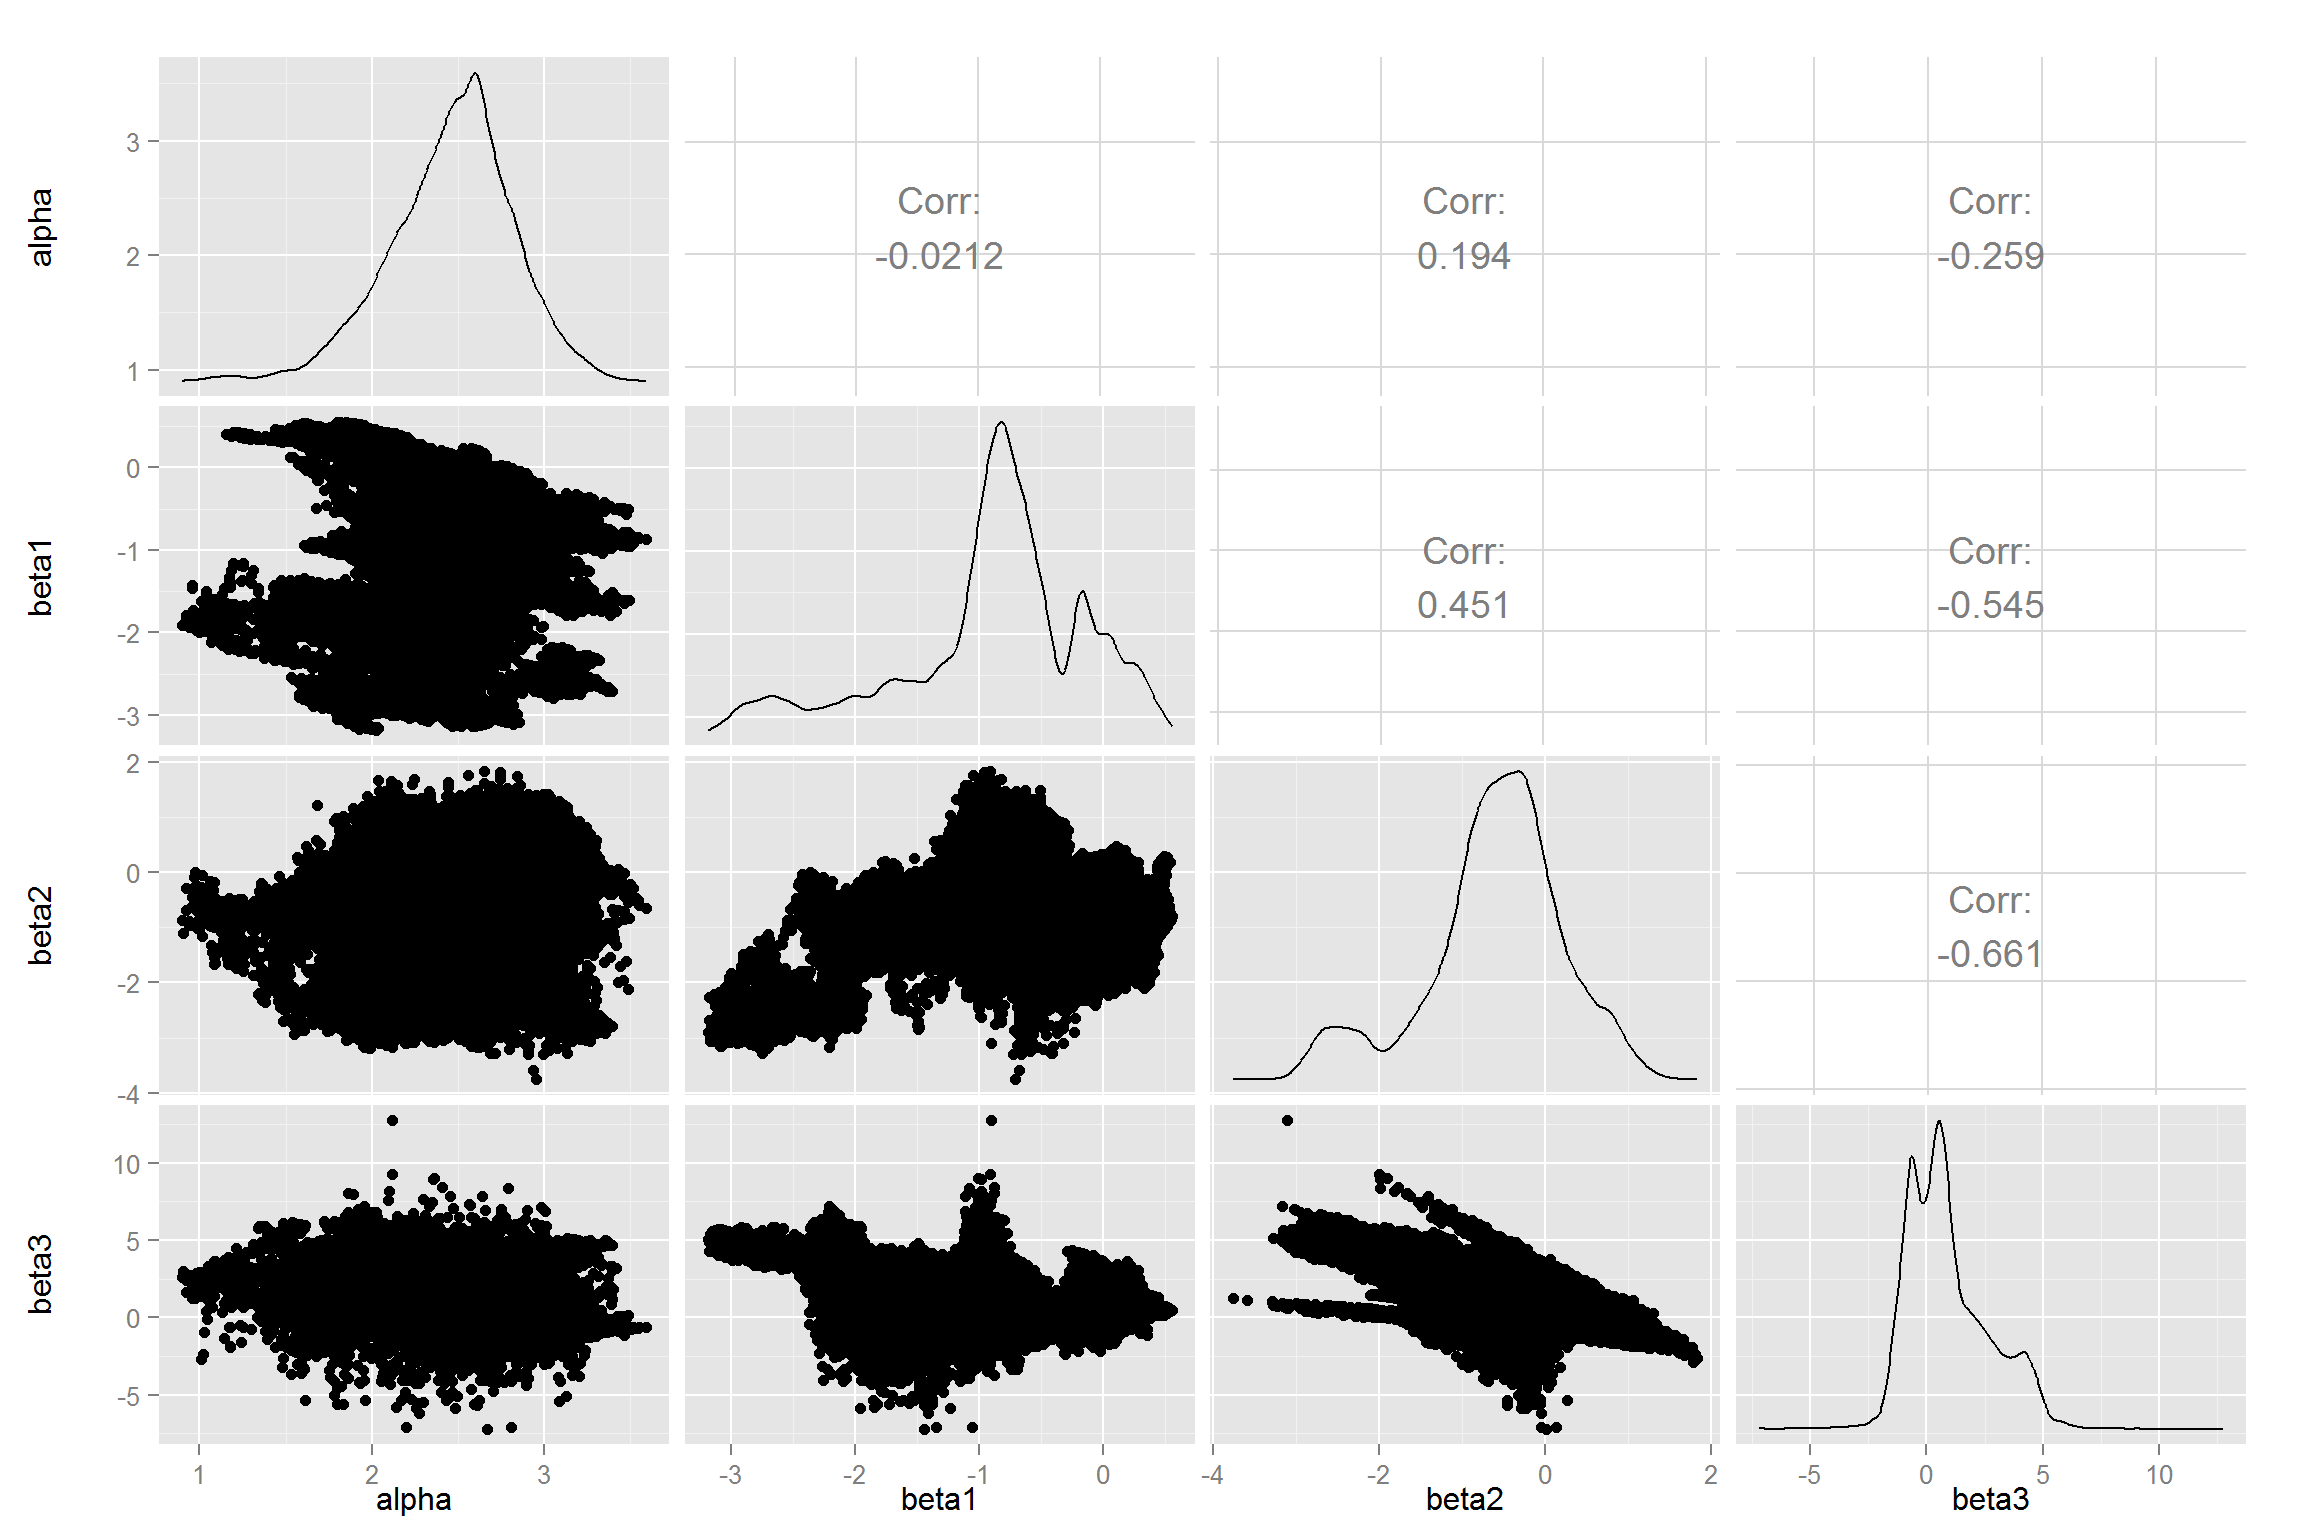 alpha
3
2
1
Corr:
-0.0212
Corr:
0.194
Corr:
-0.259
beta1
0
-1
-2
-3
Corr:
0.451
Corr:
-0.545
beta2
2
0
-2
-4
Corr:
-0.661
beta3
10
5
0
-5
1 2 3
-3 -2 -1 0
-4 -2 0 2
-5 0 5 10
alpha beta1 beta2 beta3